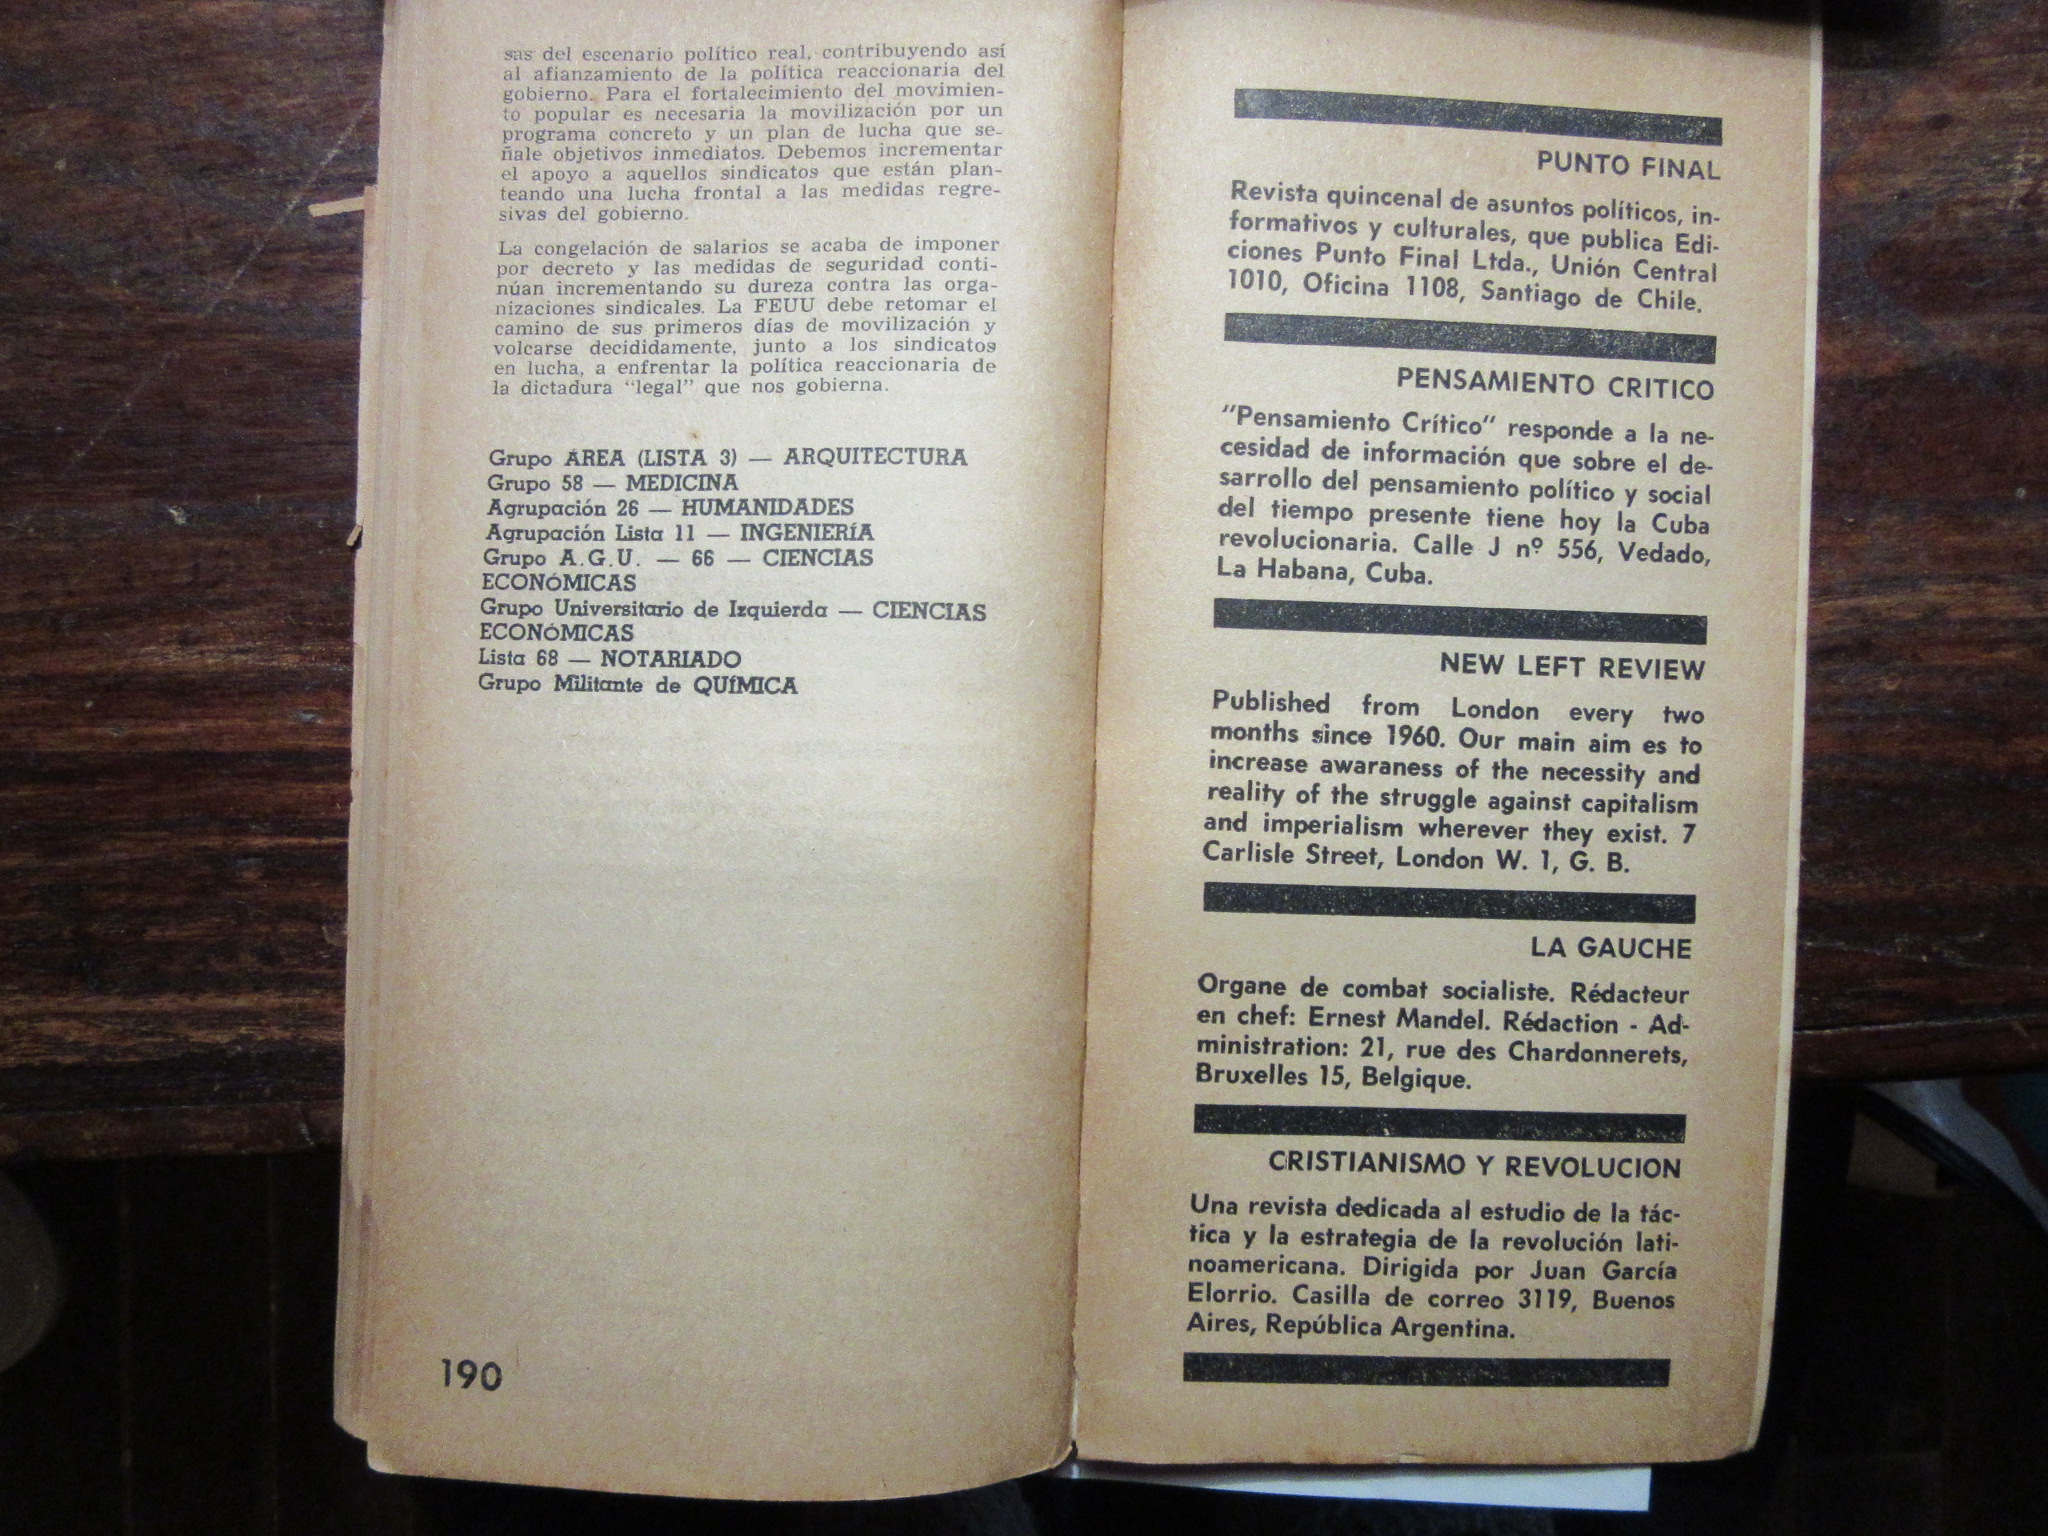 sas del escenario político real, contribuyendo así
al afianzamiento de la política reaccionaria del
gobierno. Para el fortalecimiento del movimien-
to popular es necesaria la movilización por un
programa concreto y un plan de lucha que se-
ñale objetivos inmediatos. Debemos incrementar
el apoyo a aquellos sindicatos que están plan-
teando una lucha frontal a las medidas regre-
sivas del gobierno.
La congelación de salarios se acaba de imponer
por decreto y las medidas de seguridad conti-
núan incrementando su dureza contra las orga-
nizaciones sindicales. La FEUU debe retomar el
camino de sus primeros días de movilización y
volcarse decididamente, junto a los sindicatos
en lucha, a enfrentar la política reaccionaria de
la dictadura "legal" que nos gobierna.
Grupo ÁREA (LISTA 3) — ARQUITECTURA
Grupo 58 — MEDICINA
Agrupación 26 — HUMANIDADES
Agrupación Lista 11 — INGENIERÍA
Grupo A.G.U. — 66 — CIENCIAS
ECONÓMICAS
Grupo Universitario de Izquierda — CIENCIAS
ECONÓMICAS
Lista 68 — NOTARIADO
Grupo Militante de QUÍMICA
190
PUNTO FINAL
Revista quincenal de asuntos políticos, in-
formativos y culturales, que publica Edi-
ciones Punto Final Ltda., Unión Central
1010, Oficina 1108, Santiago de Chile.
PENSAMIENTO CRITICO
"Pensamiento Crítico" responde a la ne-
cesidad de información que sobre el de-
sarrollo del pensamiento político y social
del tiempo presente tiene hoy la Cuba
revolucionaria. Calle J nº 556, Vedado,
La Habana, Cuba.
NEW LEFT REVIEW
Published from London every two
months since 1960. Our main aim es to
increase awaraness of the necessity and
reality of the struggle against capitalism
and imperialism wherever they exist. 7
Carlisle Street, London W. 1, G. B.
LA GAUCHE
Organe de combat socialiste. Rédacteur
en chef: Ernest Mandel. Rédaction - Ad-
ministration: 21, rue des Chardonnerets,
Bruxelles 15, Belgique.
CRISTIANISMO Y REVOLUCION
Una revista dedicada al estudio de la tác-
tica y la estrategia de la revolución lati-
noamericana. Dirigida por Juan García
Elorrio. Casilla de correo 3119, Buenos
Aires, República Argentina.